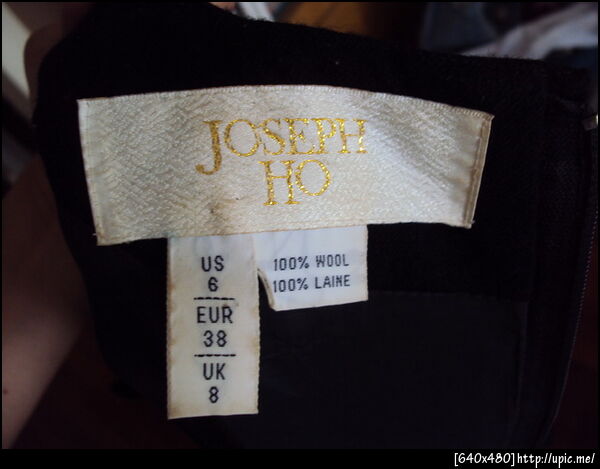 JOSEPH
HO
US
6
EUR
38
UK
8
100% WOOL
100% LAINE
[640x480]http://upic.me/